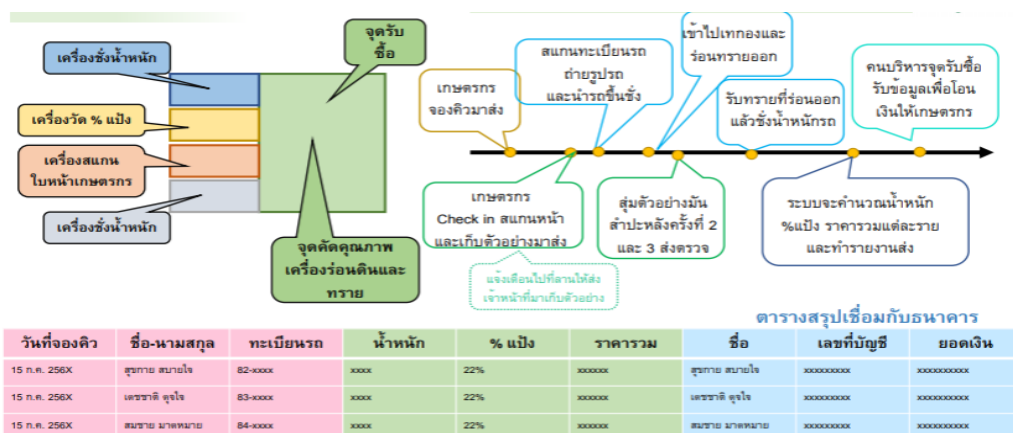 เครื่องชั่งน้ำหนัก
เครื่องวัด % แป้ง
เครื่องสแกน
ใบหน้าเกษตรกร
เครื่องชั่งน้ำหนัก
จุดรับ
ซื้อ
จุดคัดคุณภาพ
เครื่องร่อนดินและ
ทราย
เกษตรกร
จองคิวมาส่ง
สแกนทะเบียนรถ
ถ่ายรูปรถ
และนำรถขึ้นชั่ง
เข้าไปเทกองและ
ร่อนทรายออก
รับทรายที่ร่อนออก
แล้วชั่งน้ำหนักรถ
คนบริหารจุดรับซื้อ
รับข้อมูลเพื่อโอน
เงินให้เกษตรกร
เกษตรกร
Check in สแกนหน้า
และเก็บตัวอย่างมาส่ง
แจ้งเตือนไปที่ลานให้ส่ง
เจ้าหน้าที่มาเก็บตัวอย่าง
สุ่มตัวอย่างมัน
สำปะหลังครั้งที่ 2
และ 3 ส่งตรวจ
ระบบจะคำนวณน้ำหนัก
%แป้ง ราคารวมแต่ละราย
และทำรายงานส่ง
ตารางสรุปเชื่อมกับธนาคาร
วันที่จองคิว ชื่อ-นามสกุล ทะเบียนรถ น้ำหนัก % แป้ง ราคารวม ชื่อ เลขที่บัญชี ยอดเงิน
15 ก.ค. 256X สุขกาย สบายใจ 82-xxxx xxxx 22% xxxxxx สุขกาย สบายใจ xxxxxxxxx xxxxxxxxxx
15 ก.ค. 256X เดชชาติ ดุจใจ 83-xxxx xxxx 22% xxxxxx เดชชาติ ดุจใจ xxxxxxxxx xxxxxxxxxx
15 ก.ค. 256X สมชาย มาดหมาย 84-xxxx xxxx 22% xxxxxx สมชาย มาดหมาย xxxxxxxxx xxxxxxxxxx